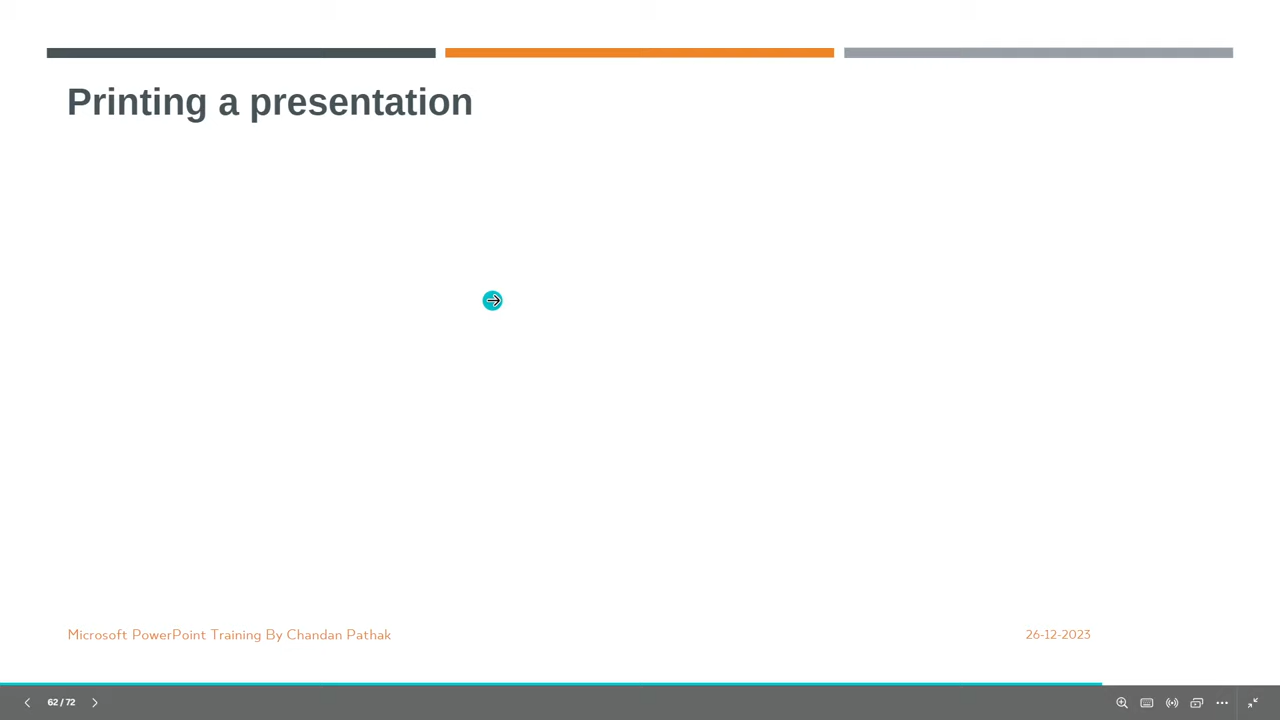 Printing a presentation
Microsoft PowerPoint Training By Chandan Pathak
26-12-2023
62 / 72